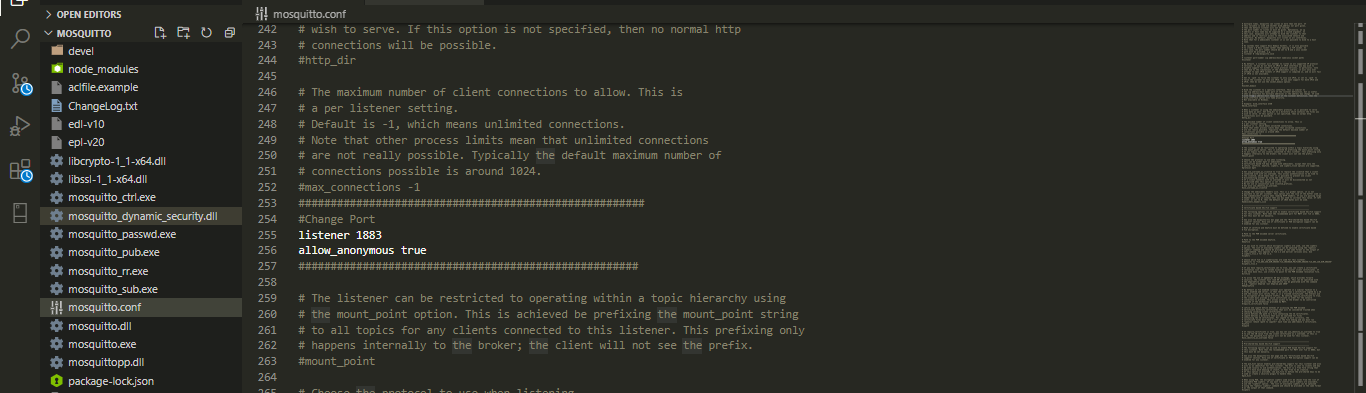 OPEN EDITORS
MOSQUITTO
devel
node_modules
aclfile.example
ChangeLog.txt
edl-v10
epl-v20
libcrypto-1_1-x64.dll
libssl-1_1-x64.dll
mosquitto_ctrl.exe
mosquitto_dynamic_security.dll
mosquitto_passwd.exe
mosquitto_pub.exe
mosquitto_rr.exe
mosquitto_sub.exe
mosquitto.conf
mosquitto.dll
mosquitto.exe
mosquittopp.dll
package-lock.json
mosquitto.conf
242 # wish to serve. If this option is not specified, then no normal http
243 # connections will be possible.
244 #http_dir
245
246 # The maximum number of client connections to allow. This is
247 # a per listener setting.
248 # Default is -1, which means unlimited connections.
249 # Note that other process limits mean that unlimited connections
250 # are not really possible. Typically the default maximum number of
251 # connections possible is around 1024.
252 #max_connections -1
253 ######################################################
254 #Change Port
255 listener 1883
256 allow_anonymous true
257 #####################################################
258
259 # The listener can be restricted to operating within a topic hierarchy using
260 # the mount_point option. This is achieved be prefixing the mount_point string
261 # to all topics for any clients connected to this listener. This prefixing only
262 # happens internally to the broker; the client will not see the prefix.
263 #mount_point
264
265 # Choose the protocol to use when listening.